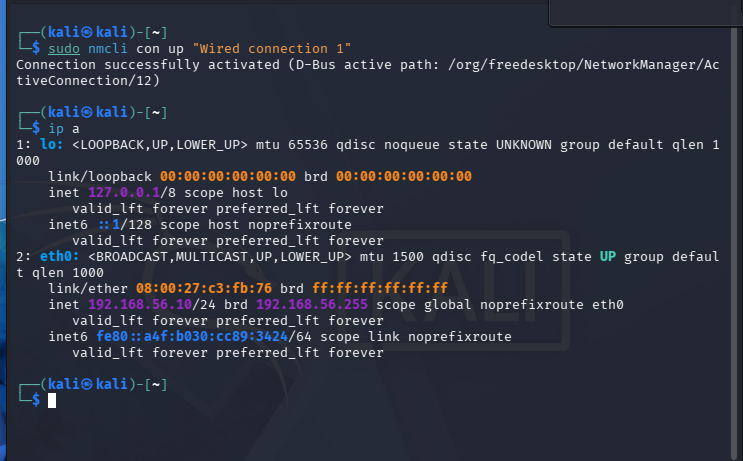 ┌──(kali㉿kali)-[~]
└─$ sudo nmcli con up "Wired connection 1"
Connection successfully activated (D-Bus active path: /org/freedesktop/NetworkManager/Ac
tiveConnection/12)
┌──(kali㉿kali)-[~]
└─$ ip a
1: lo: <LOOPBACK,UP,LOWER_UP> mtu 65536 qdisc noqueue state UNKNOWN group default qlen 1
000
    link/loopback 00:00:00:00:00:00 brd 00:00:00:00:00:00
    inet 127.0.0.1/8 scope host lo
       valid_lft forever preferred_lft forever
    inet6 ::1/128 scope host noprefixroute
       valid_lft forever preferred_lft forever
2: eth0: <BROADCAST,MULTICAST,UP,LOWER_UP> mtu 1500 qdisc fq_codel state UP group defaul
t qlen 1000
    link/ether 08:00:27:c3:fb:76 brd ff:ff:ff:ff:ff:ff
    inet 192.168.56.10/24 brd 192.168.56.255 scope global noprefixroute eth0
       valid_lft forever preferred_lft forever
    inet6 fe80::a4f:b030:cc89:3424/64 scope link noprefixroute
       valid_lft forever preferred_lft forever
┌──(kali㉿kali)-[~]
└─$
KALI